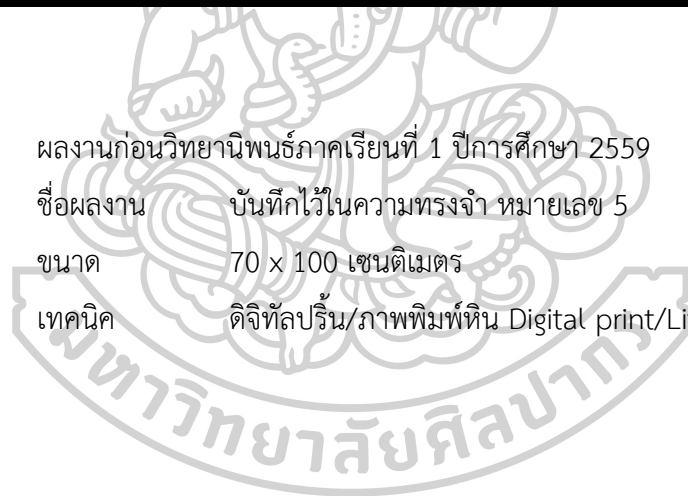 ผลงานก่อนวิทยานิพนธ์ภาคเรียนที่ 1 ปีการศึกษา 2559
ชื่อผลงาน บันทึกไว้ในความทรงจำ หมายเลข 5
ขนาด 70 x 100 เซนติเมตร
เทคนิค ดิจิทัลปริ้น/ภาพพิมพ์หิน Digital print/Li
มหาวิทยาลัยศิลปากร